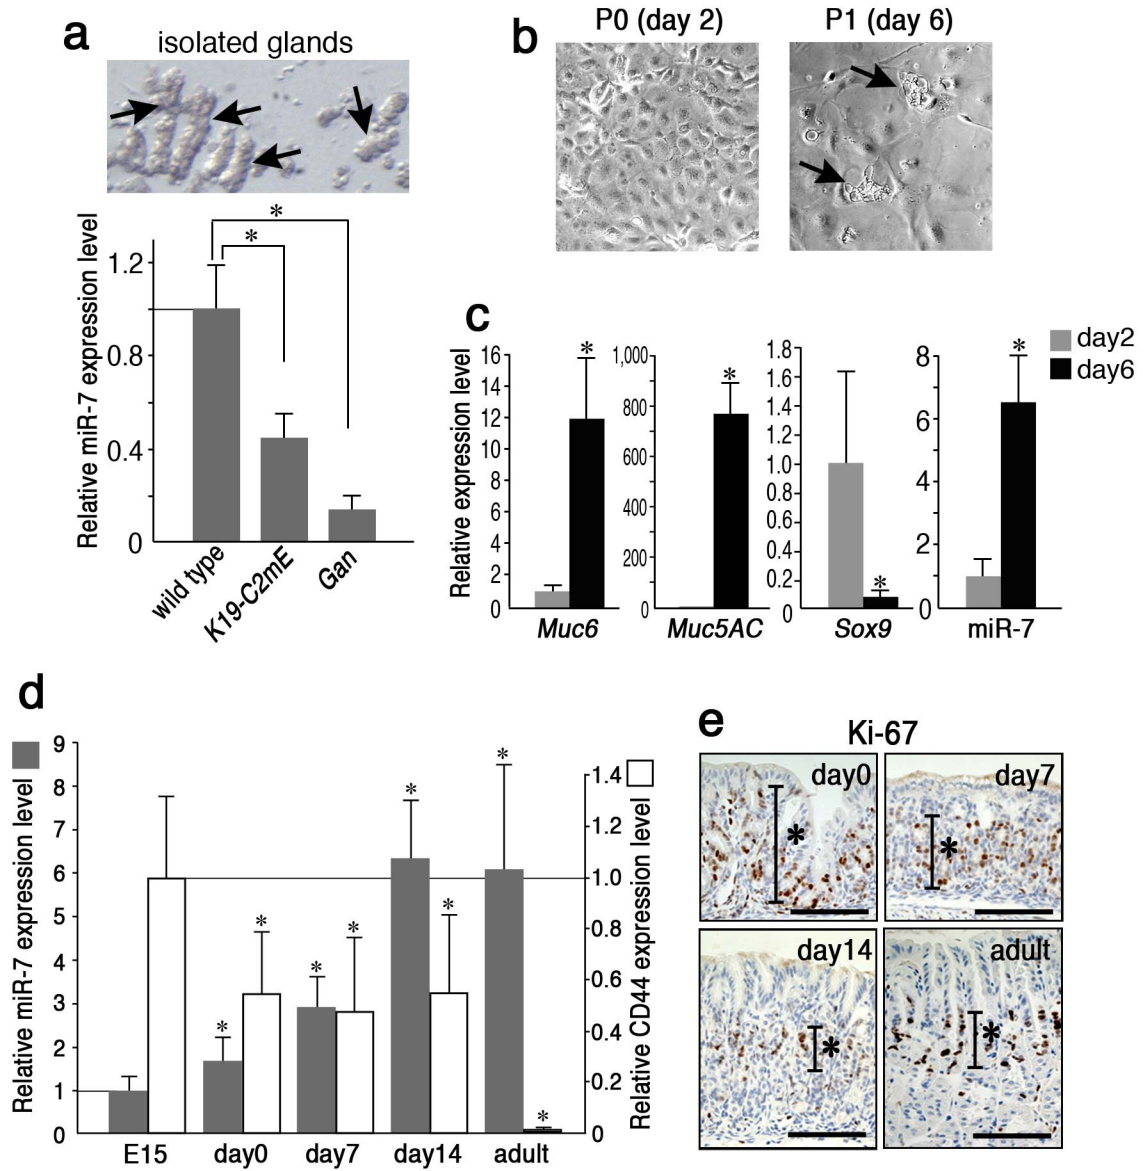 a
isolated glands
*
*
Relative miR-7 expression level
1.2
0.8
0.4
0
wild type
K19-C2mE
Gan
b
P0 (day 2)
P1 (day 6)
c
day2
day6
Relative expression level
16
14
12
10
8
6
4
2
0
*
Muc6
1,000
800
600
400
200
0
*
Muc5AC
1.8
1.6
1.4
1.2
1.0
0.8
0.6
0.4
0.2
0
*
Sox9
8
6
4
2
0
*
miR-7
d
Relative miR-7 expression level
9
8
7
6
5
4
3
2
1
0
*
*
*
*
*
*
*
*
E15
day0
day7
day14
adult
1.4
1.2
1.0
0.8
0.6
0.4
0.2
0
Relative CD44 expression level
e
Ki-67
day0
*
day7
*
day14
*
adult
*